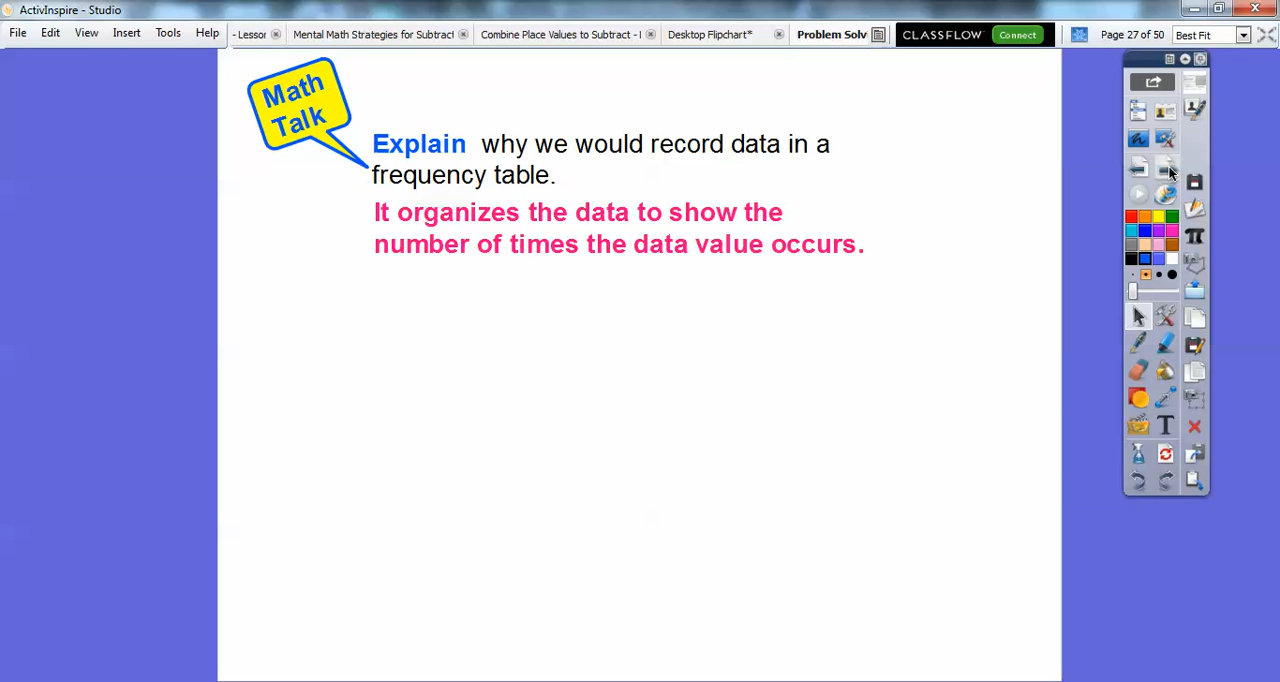 ActivInspire - Studio
File Edit View Insert Tools Help
- Lesson
Mental Math Strategies for Subtract
Combine Place Values to Subtract - I
Desktop Flipchart*
Problem Solv
CLASSFLOW Connect
Page 27 of 50
Best Fit
Math
Talk
Explain why we would record data in a
frequency table.
It organizes the data to show the
number of times the data value occurs.